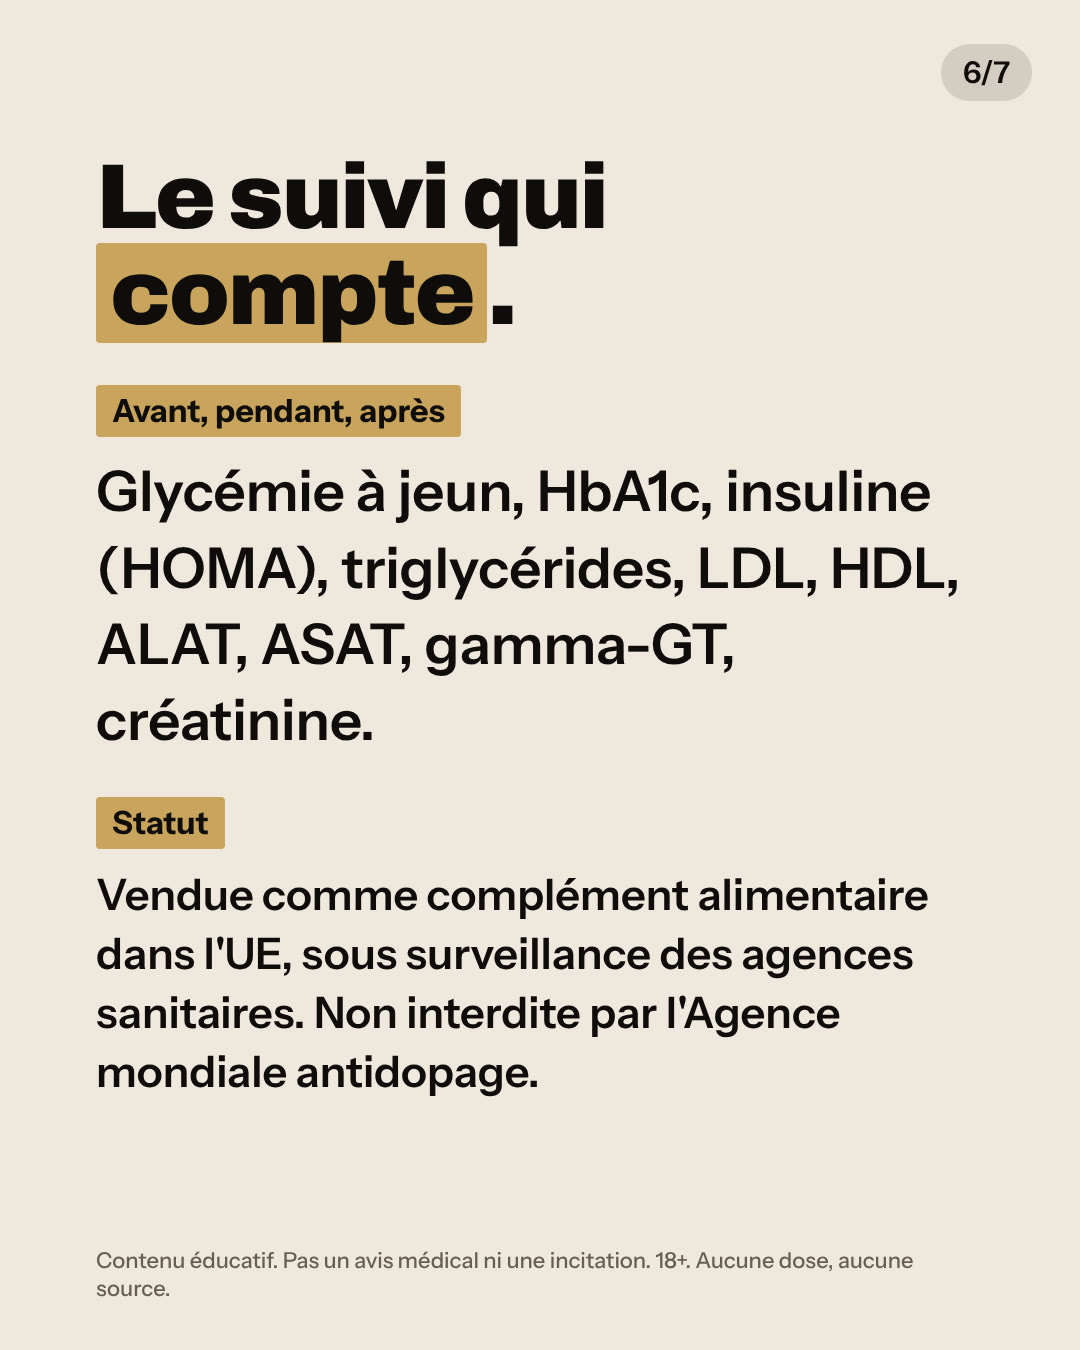 6/7
Le suivi qui
compte.
Avant, pendant, après
Glycémie à jeun, HbA1c, insuline
(HOMA), triglycérides, LDL, HDL,
ALAT, ASAT, gamma-GT,
créatinine.
Statut
Vendue comme complément alimentaire
dans l'UE, sous surveillance des agences
sanitaires. Non interdite par l'Agence
mondiale antidopage.
Contenu éducatif. Pas un avis médical ni une incitation. 18+. Aucune dose, aucune
source.